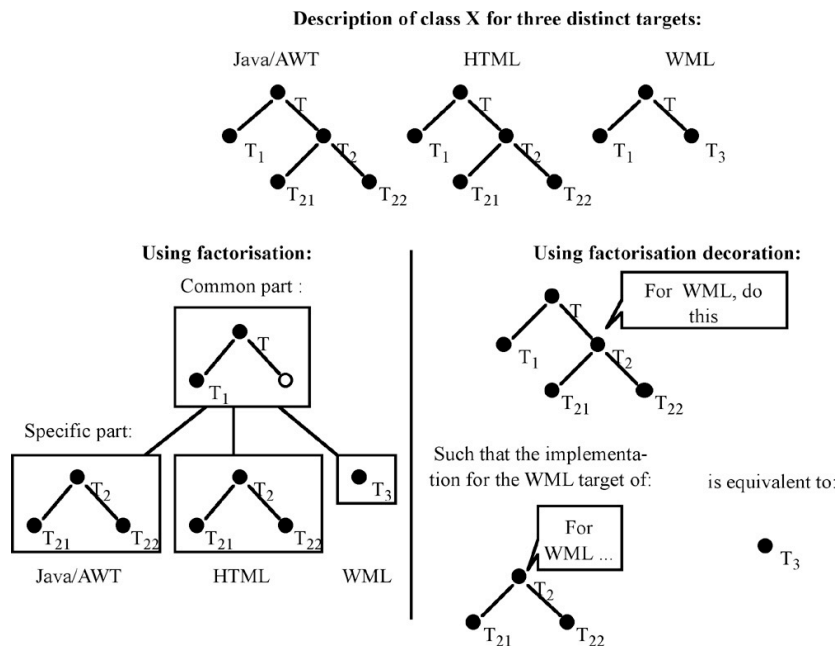 Description of class X for three distinct targets:
Java/AWT HTML WML
T T T
T1 T2 T1 T2 T1 T3
T21 T22 T21 T22
Using factorisation:
Common part :
T
T1
Specific part:
T2 T2 T3
T21 T22 T21 T22
Java/AWT HTML WML
Using factorisation decoration:
For WML, do
this
T
T1 T2
T21 T22
Such that the implementa-
tion for the WML target of:
is equivalent to:
For
WML ...
T2
T21 T22
T3